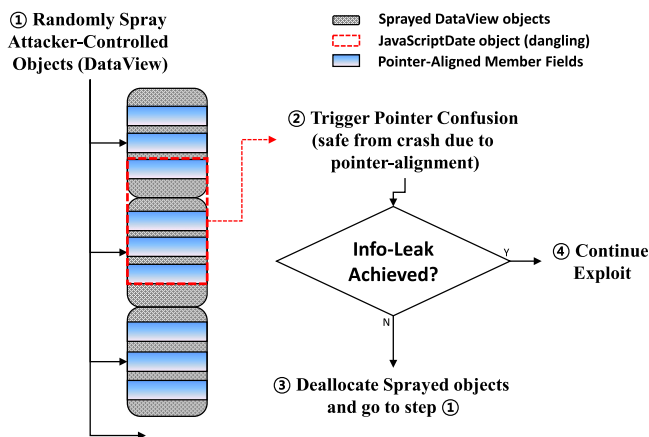 ① Randomly Spray
Attacker-Controlled
Objects (DataView)
Sprayed DataView objects
JavaScriptDate object (dangling)
Pointer-Aligned Member Fields
② Trigger Pointer Confusion
(safe from crash due to
pointer-alignment)
Info-Leak
Achieved?
Y
④ Continue
Exploit
N
③ Deallocate Sprayed objects
and go to step ①